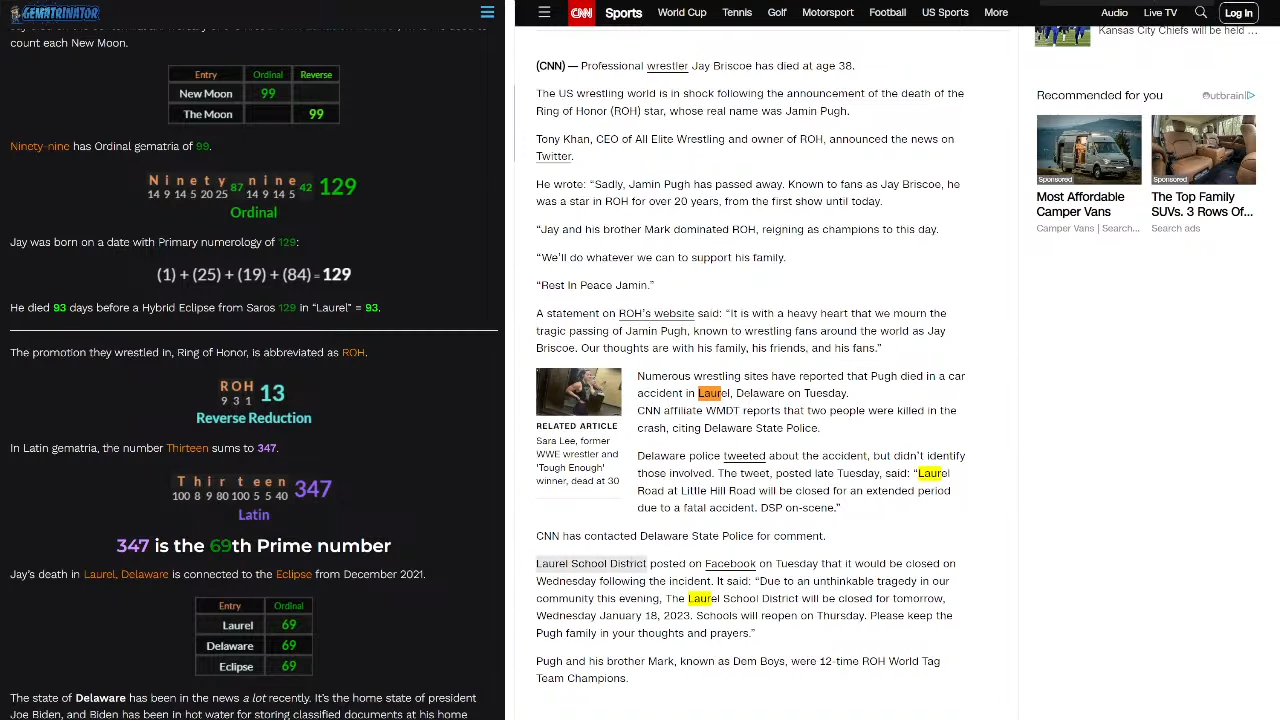 GEMATRINATOR
count each New Moon.
Entry Ordinal Reverse
New Moon 99
The Moon 99
Ninety-nine has Ordinal gematria of 99.
N i n e t y n i n e
14 9 14 5 20 25 87 14 9 14 5 42 129
Ordinal
Jay was born on a date with Primary numerology of 129:
(1) + (25) + (19) + (84) = 129
He died 93 days before a Hybrid Eclipse from Saros 129 in “Laurel” = 93.
The promotion they wrestled in, Ring of Honor, is abbreviated as ROH.
R O H
9 3 1 13
Reverse Reduction
In Latin gematria, the number Thirteen sums to 347.
T h i r t e e n
100 8 9 80 100 5 5 40 347
Latin
347 is the 69th Prime number
Jay’s death in Laurel, Delaware is connected to the Eclipse from December 2021.
Entry Ordinal
Laurel 69
Delaware 69
Eclipse 69
The state of Delaware has been in the news a lot recently. It’s the home state of president
Joe Biden, and Biden has been in hot water for storing classified documents at his home
CNN Sports World Cup Tennis Golf Motorsport Football US Sports More Audio Live TV Log In
(CNN) — Professional wrestler Jay Briscoe has died at age 38.
The US wrestling world is in shock following the announcement of the death of the
Ring of Honor (ROH) star, whose real name was Jamin Pugh.
Tony Khan, CEO of All Elite Wrestling and owner of ROH, announced the news on
Twitter.
He wrote: “Sadly, Jamin Pugh has passed away. Known to fans as Jay Briscoe, he
was a star in ROH for over 20 years, from the first show until today.
“Jay and his brother Mark dominated ROH, reigning as champions to this day.
“We’ll do whatever we can to support his family.
“Rest In Peace Jamin.”
A statement on ROH’s website said: “It is with a heavy heart that we mourn the
tragic passing of Jamin Pugh, known to wrestling fans around the world as Jay
Briscoe. Our thoughts are with his family, his friends, and his fans.”
RELATED ARTICLE
Sara Lee, former
WWE wrestler and
'Tough Enough'
winner, dead at 30
Numerous wrestling sites have reported that Pugh died in a car
accident in Laurel, Delaware on Tuesday.
CNN affiliate WMDT reports that two people were killed in the
crash, citing Delaware State Police.
Delaware police tweeted about the accident, but didn’t identify
those involved. The tweet, posted late Tuesday, said: “Laurel
Road at Little Hill Road will be closed for an extended period
due to a fatal accident. DSP on-scene.”
CNN has contacted Delaware State Police for comment.
Laurel School District posted on Facebook on Tuesday that it would be closed on
Wednesday following the incident. It said: “Due to an unthinkable tragedy in our
community this evening, The Laurel School District will be closed for tomorrow,
Wednesday January 18, 2023. Schools will reopen on Thursday. Please keep the
Pugh family in your thoughts and prayers.”
Pugh and his brother Mark, known as Dem Boys, were 12-time ROH World Tag
Team Champions.
Kansas City Chiefs will be held ...
Recommended for you Outbrain
Sponsored
Most Affordable
Camper Vans
Camper Vans | Search...
Sponsored
The Top Family
SUVs. 3 Rows Of...
Search ads